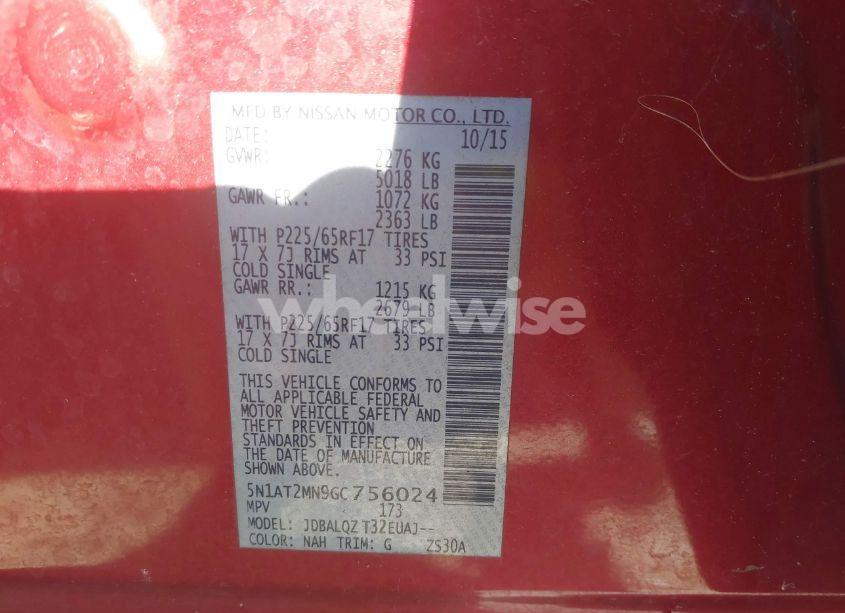 MFD BY NISSAN MOTOR CO., LTD.
DATE: 10/15
GVWR: 2276 KG
5018 LB
GAWR FR.: 1072 KG
2363 LB
WITH P225/65RF17 TIRES
17 X 7J RIMS AT 33 PSI
COLD SINGLE
GAWR RR.: 1215 KG
2679 LB
WITH P225/65RF17 TIRES
17 X 7J RIMS AT 33 PSI
COLD SINGLE
THIS VEHICLE CONFORMS TO
ALL APPLICABLE FEDERAL
MOTOR VEHICLE SAFETY AND
THEFT PREVENTION
STANDARDS IN EFFECT ON
THE DATE OF MANUFACTURE
SHOWN ABOVE.
5N1AT2MN9GC756024
MPV 173
MODEL: JDBALQZ T32EUAJ--
COLOR: NAH TRIM: G ZS30A
wheelwise